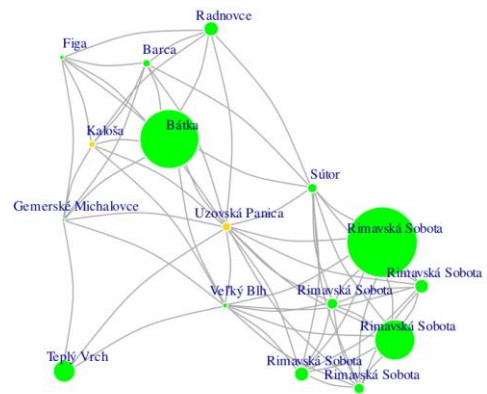 Radnovce
Figa
Barca
Bátka
Kaloša
Sútor
Gemerské Michalovce
Uzovská Panica
Rimavská Sobota
Rimavská Sobota
Veľký Blh
Rimavská Sobota
Rimavská Sobota
Teplý Vrch
Rimavská Sobota
Rimavská Sobota